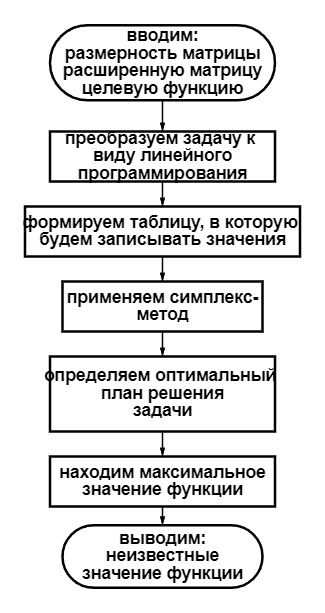 вводим:
размерность матрицы
расширенную матрицу
целевую функцию
преобразуем задачу к
виду линейного
программирования
формируем таблицу, в которую
будем записывать значения
применяем симплекс-
метод
определяем оптимальный
план решения
задачи
находим максимальное
значение функции
выводим:
неизвестные
значение функции